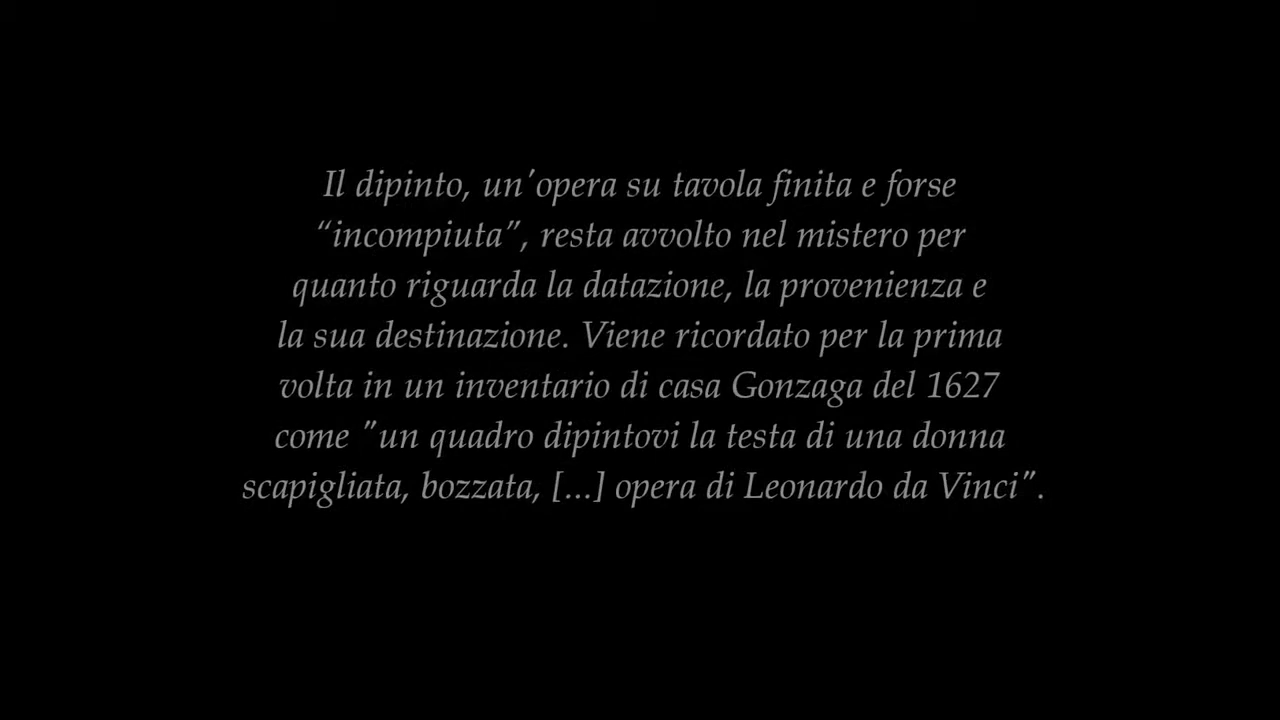 Il dipinto, un'opera su tavola finita e forse
“incompiuta", resta avvolto nel mistero per
quanto riguarda la datazione, la provenienza e
la sua destinazione. Viene ricordato per la prima
volta in un inventario di casa Gonzaga del 1627
come "un quadro dipintovi la testa di una donna
scapigliata, bozzata, [...] opera di Leonardo da Vinci".